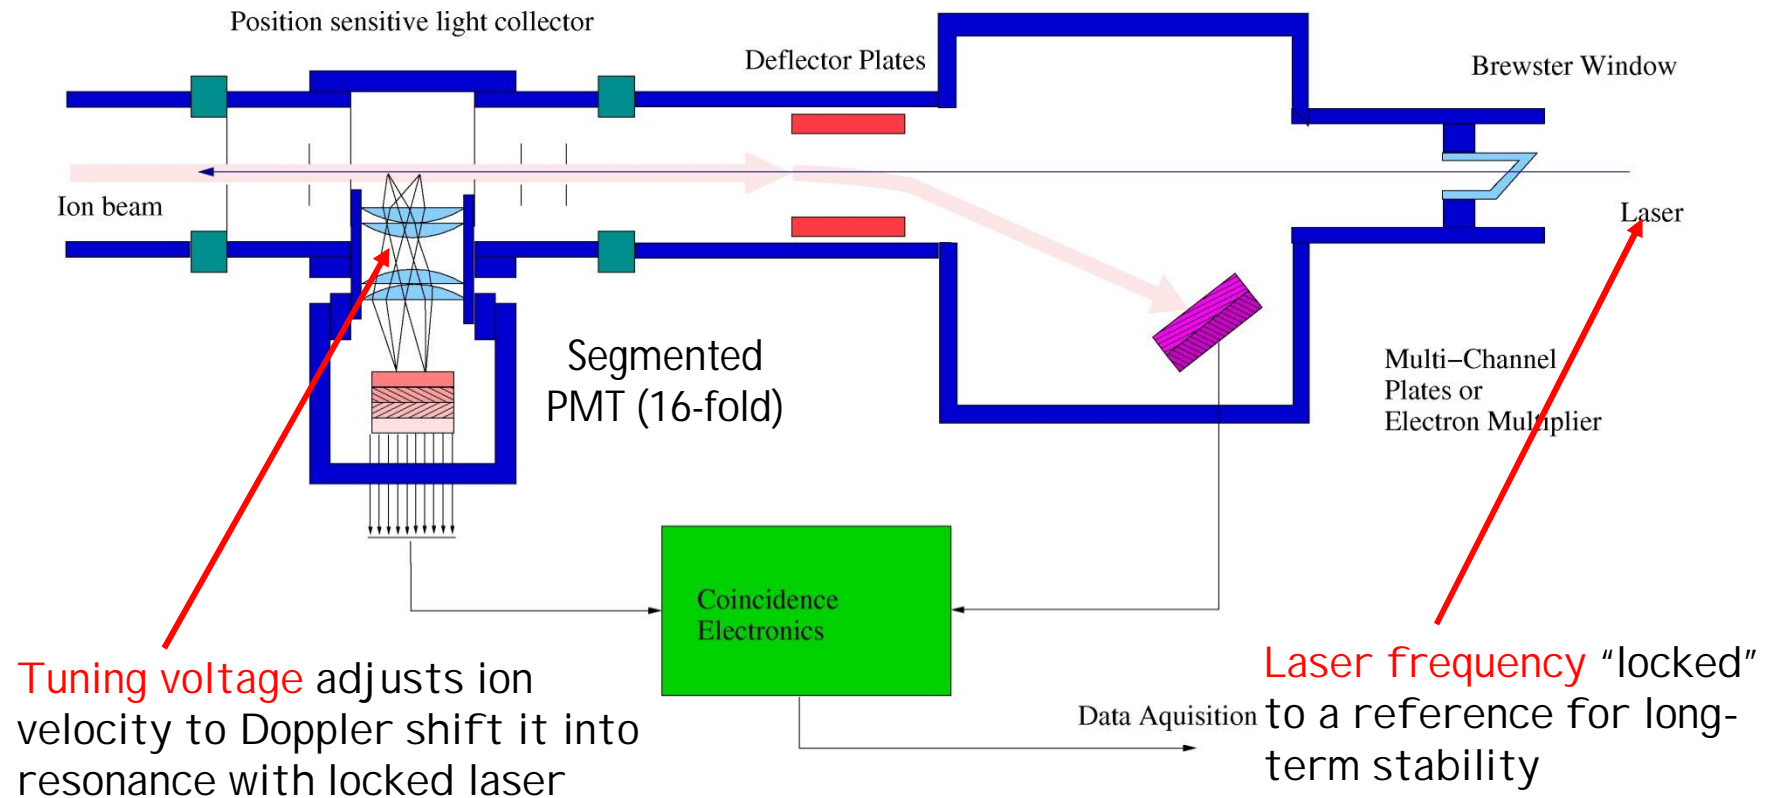 Position sensitive light collector
Deflector Plates
Brewster Window
Ion beam
Laser
Segmented
PMT (16-fold)
Multi-Channel
Plates or
Electron Multiplier
Coincidence
Electronics
Data Aquisition
Tuning voltage adjusts ion
velocity to Doppler shift it into
resonance with locked laser
Laser frequency “locked”
to a reference for long-
term stability